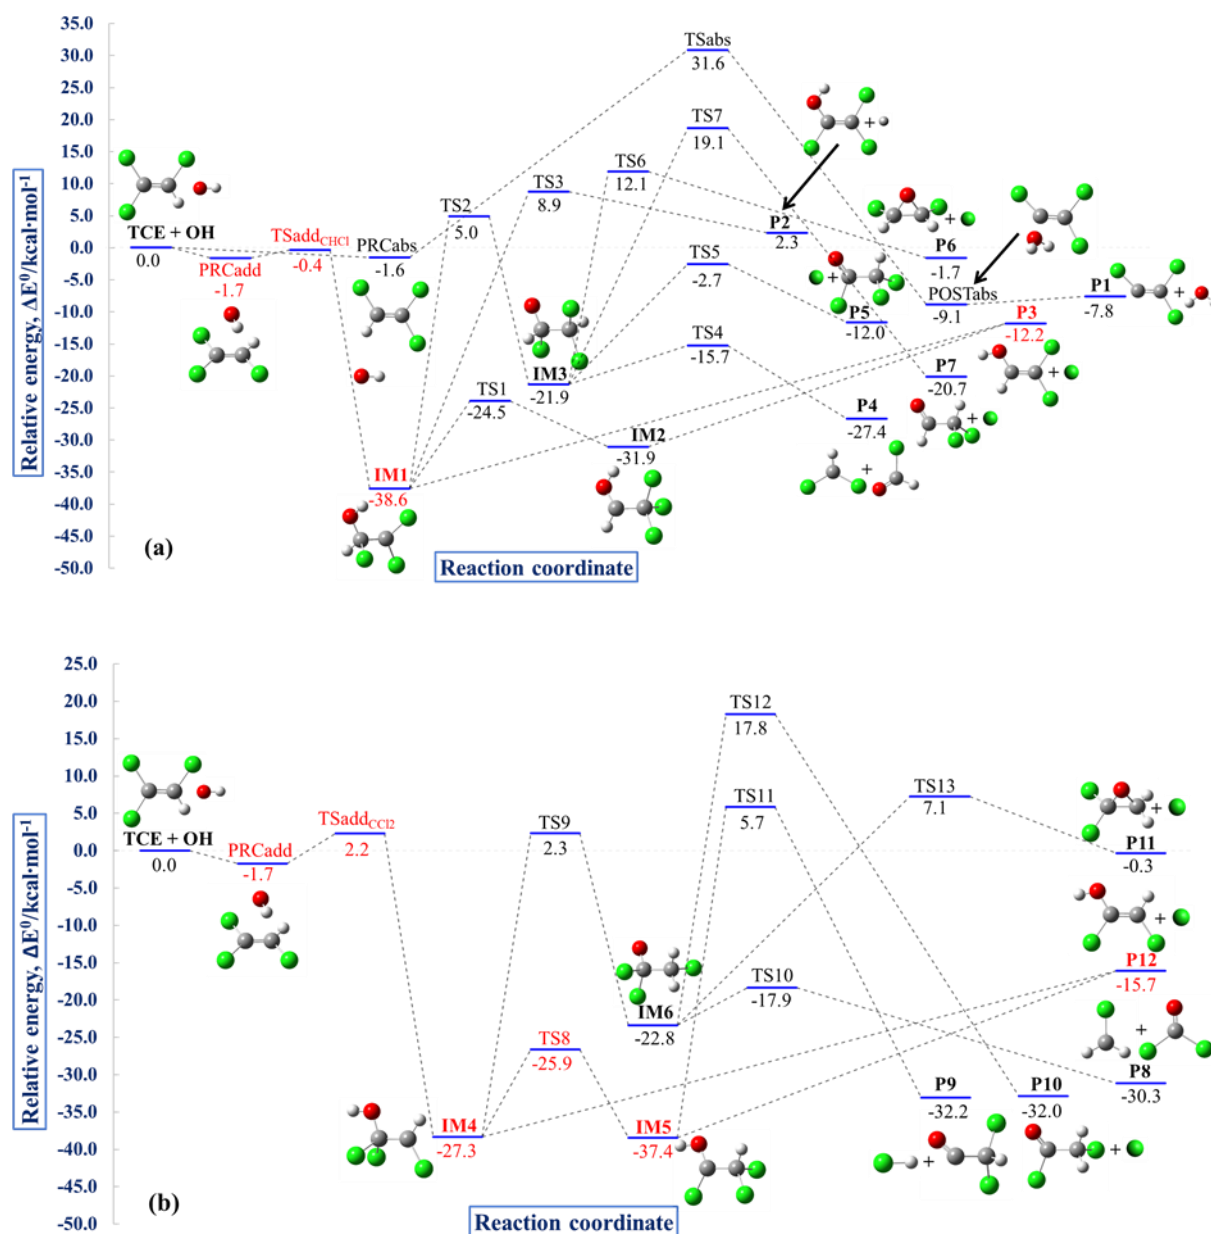 35.0
30.0
25.0
20.0
15.0
10.0
5.0
0.0
-5.0
-10.0
-15.0
-20.0
-25.0
-30.0
-35.0
-40.0
-45.0
-50.0
Relative energy, ΔE⁰/kcal·mol⁻¹
TCE + OH
0.0
PRCadd
-1.7
TSaddCHCl
-0.4
PRCabs
-1.6
IM1
-38.6
TS2
5.0
TS1
-24.5
TS3
8.9
IM3
-21.9
TS6
12.1
IM2
-31.9
TSabs
31.6
TS7
19.1
TS5
-2.7
TS4
-15.7
+
P2
2.3
+
P5
-12.0
P4
-27.4
+
+
P6
-1.7
POSTabs
-9.1
P7
-20.7
+
P1
-7.8
+
P3
-12.2
+
(a)
Reaction coordinate
25.0
20.0
15.0
10.0
5.0
0.0
-5.0
-10.0
-15.0
-20.0
-25.0
-30.0
-35.0
-40.0
-45.0
-50.0
Relative energy, ΔE⁰/kcal·mol⁻¹
TCE + OH
0.0
PRCadd
-1.7
TSaddCCl2
2.2
IM4
-27.3
TS9
2.3
TS8
-25.9
IM6
-22.8
IM5
-37.4
TS12
17.8
TS11
5.7
TS10
-17.9
TS13
7.1
P9
-32.2
+
P10
-32.0
+
+
P11
-0.3
+
P12
-15.7
+
P8
-30.3
(b)
Reaction coordinate